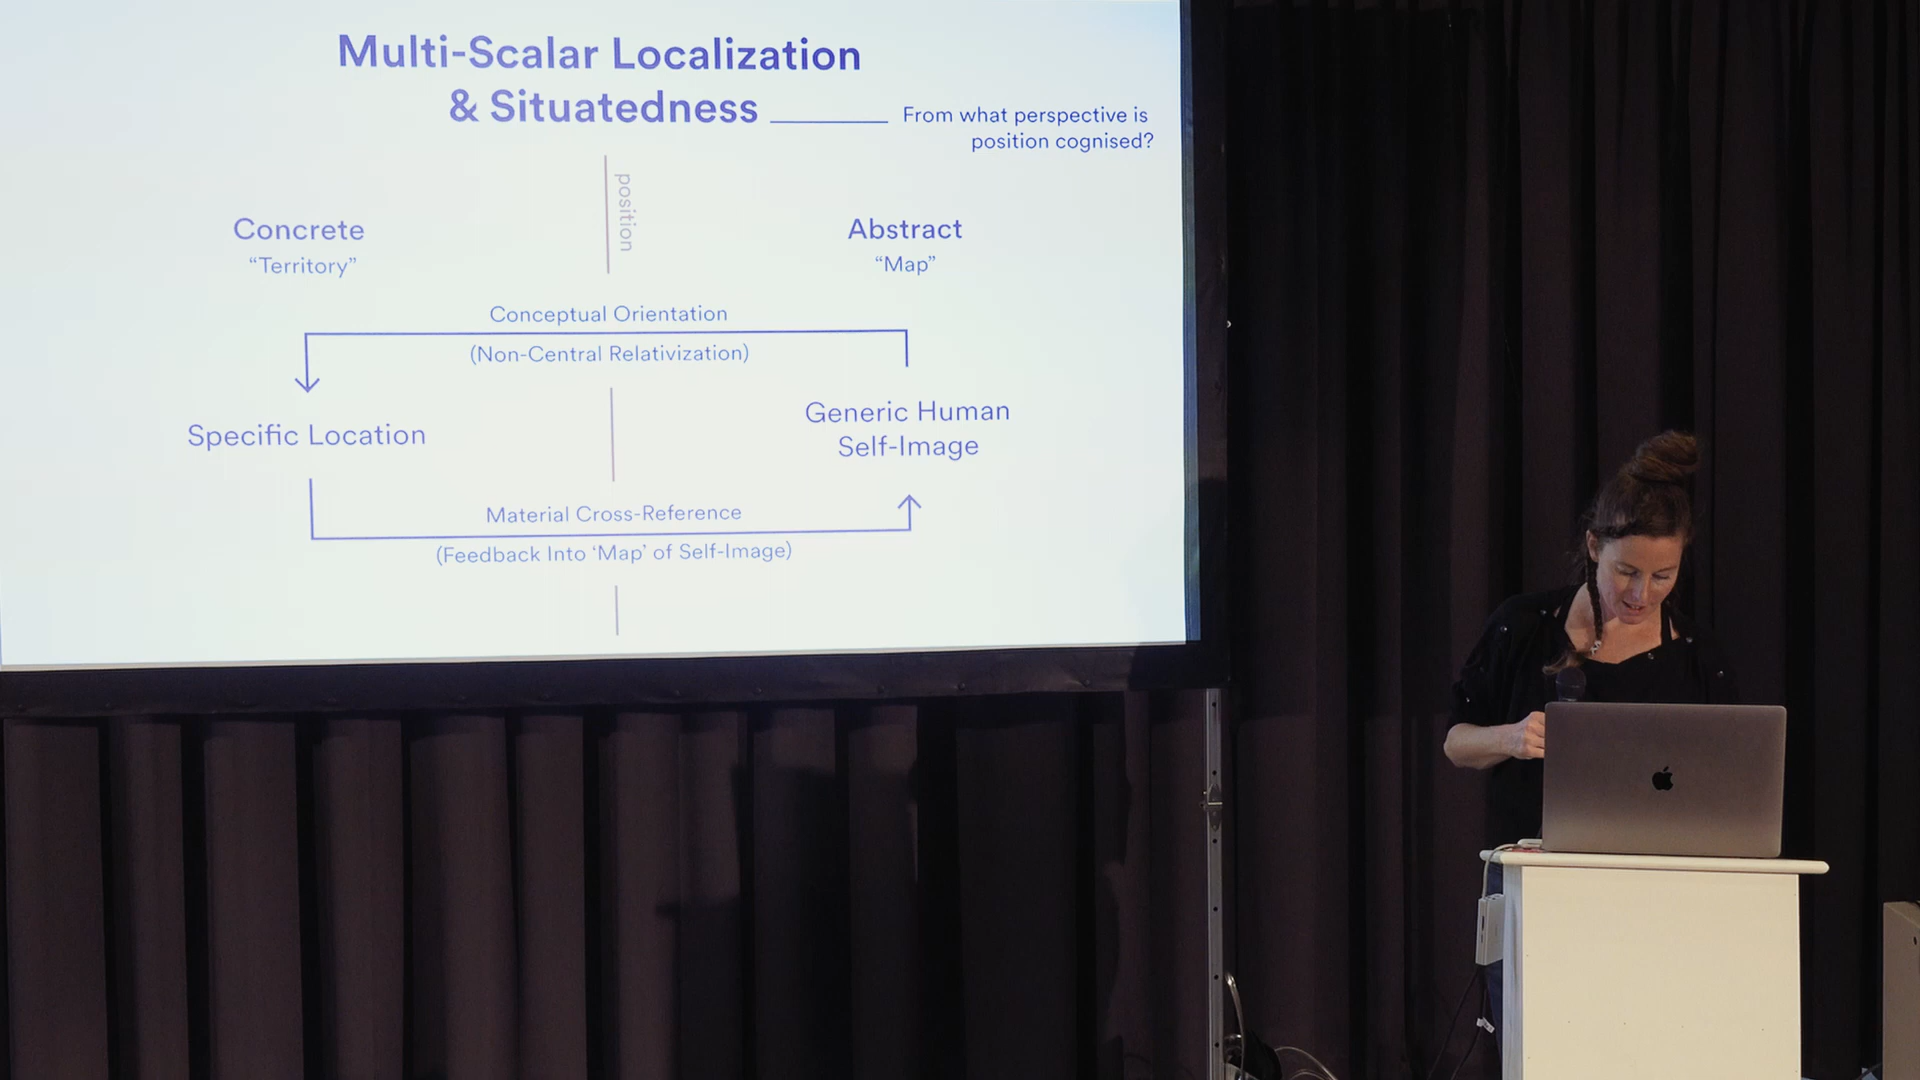 Multi-Scalar Localization
& Situatedness
From what perspective is
position cognised?
position
Concrete
“Territory”
Abstract
“Map”
Conceptual Orientation
(Non-Central Relativization)
Specific Location
Generic Human
Self-Image
Material Cross-Reference
(Feedback Into ‘Map’ of Self-Image)